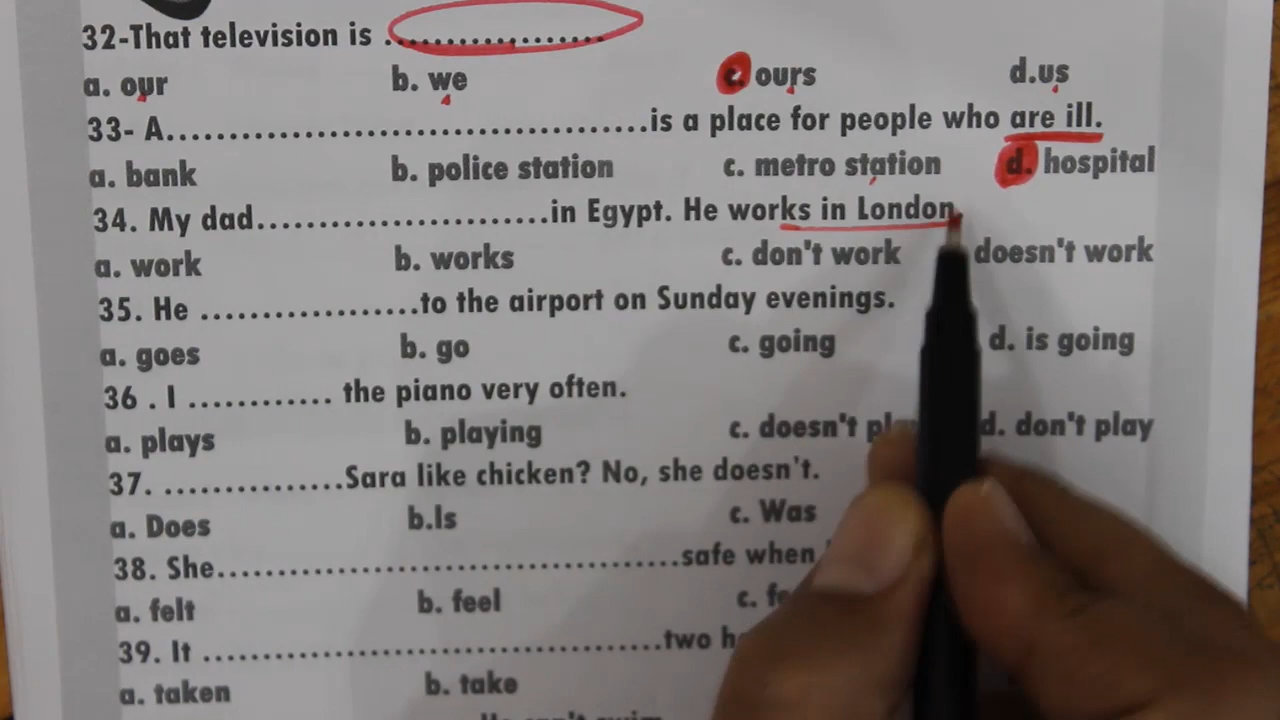 32-That television is ..................
a. our b. we c. ours d.us
33- A......................................is a place for people who are ill.
a. bank b. police station c. metro station d. hospital
34. My dad.........................in Egypt. He works in London.
a. work b. works c. don't work doesn't work
35. He ...................to the airport on Sunday evenings.
a. goes b. go c. going d. is going
36 . I ............ the piano very often.
a. plays b. playing c. doesn't d. don't play
37. ................Sara like chicken? No, she doesn't.
a. Does b.Is c. Was
38. She........................................safe when
a. felt b. feel c.
39. It .......................................two
a. taken b. take